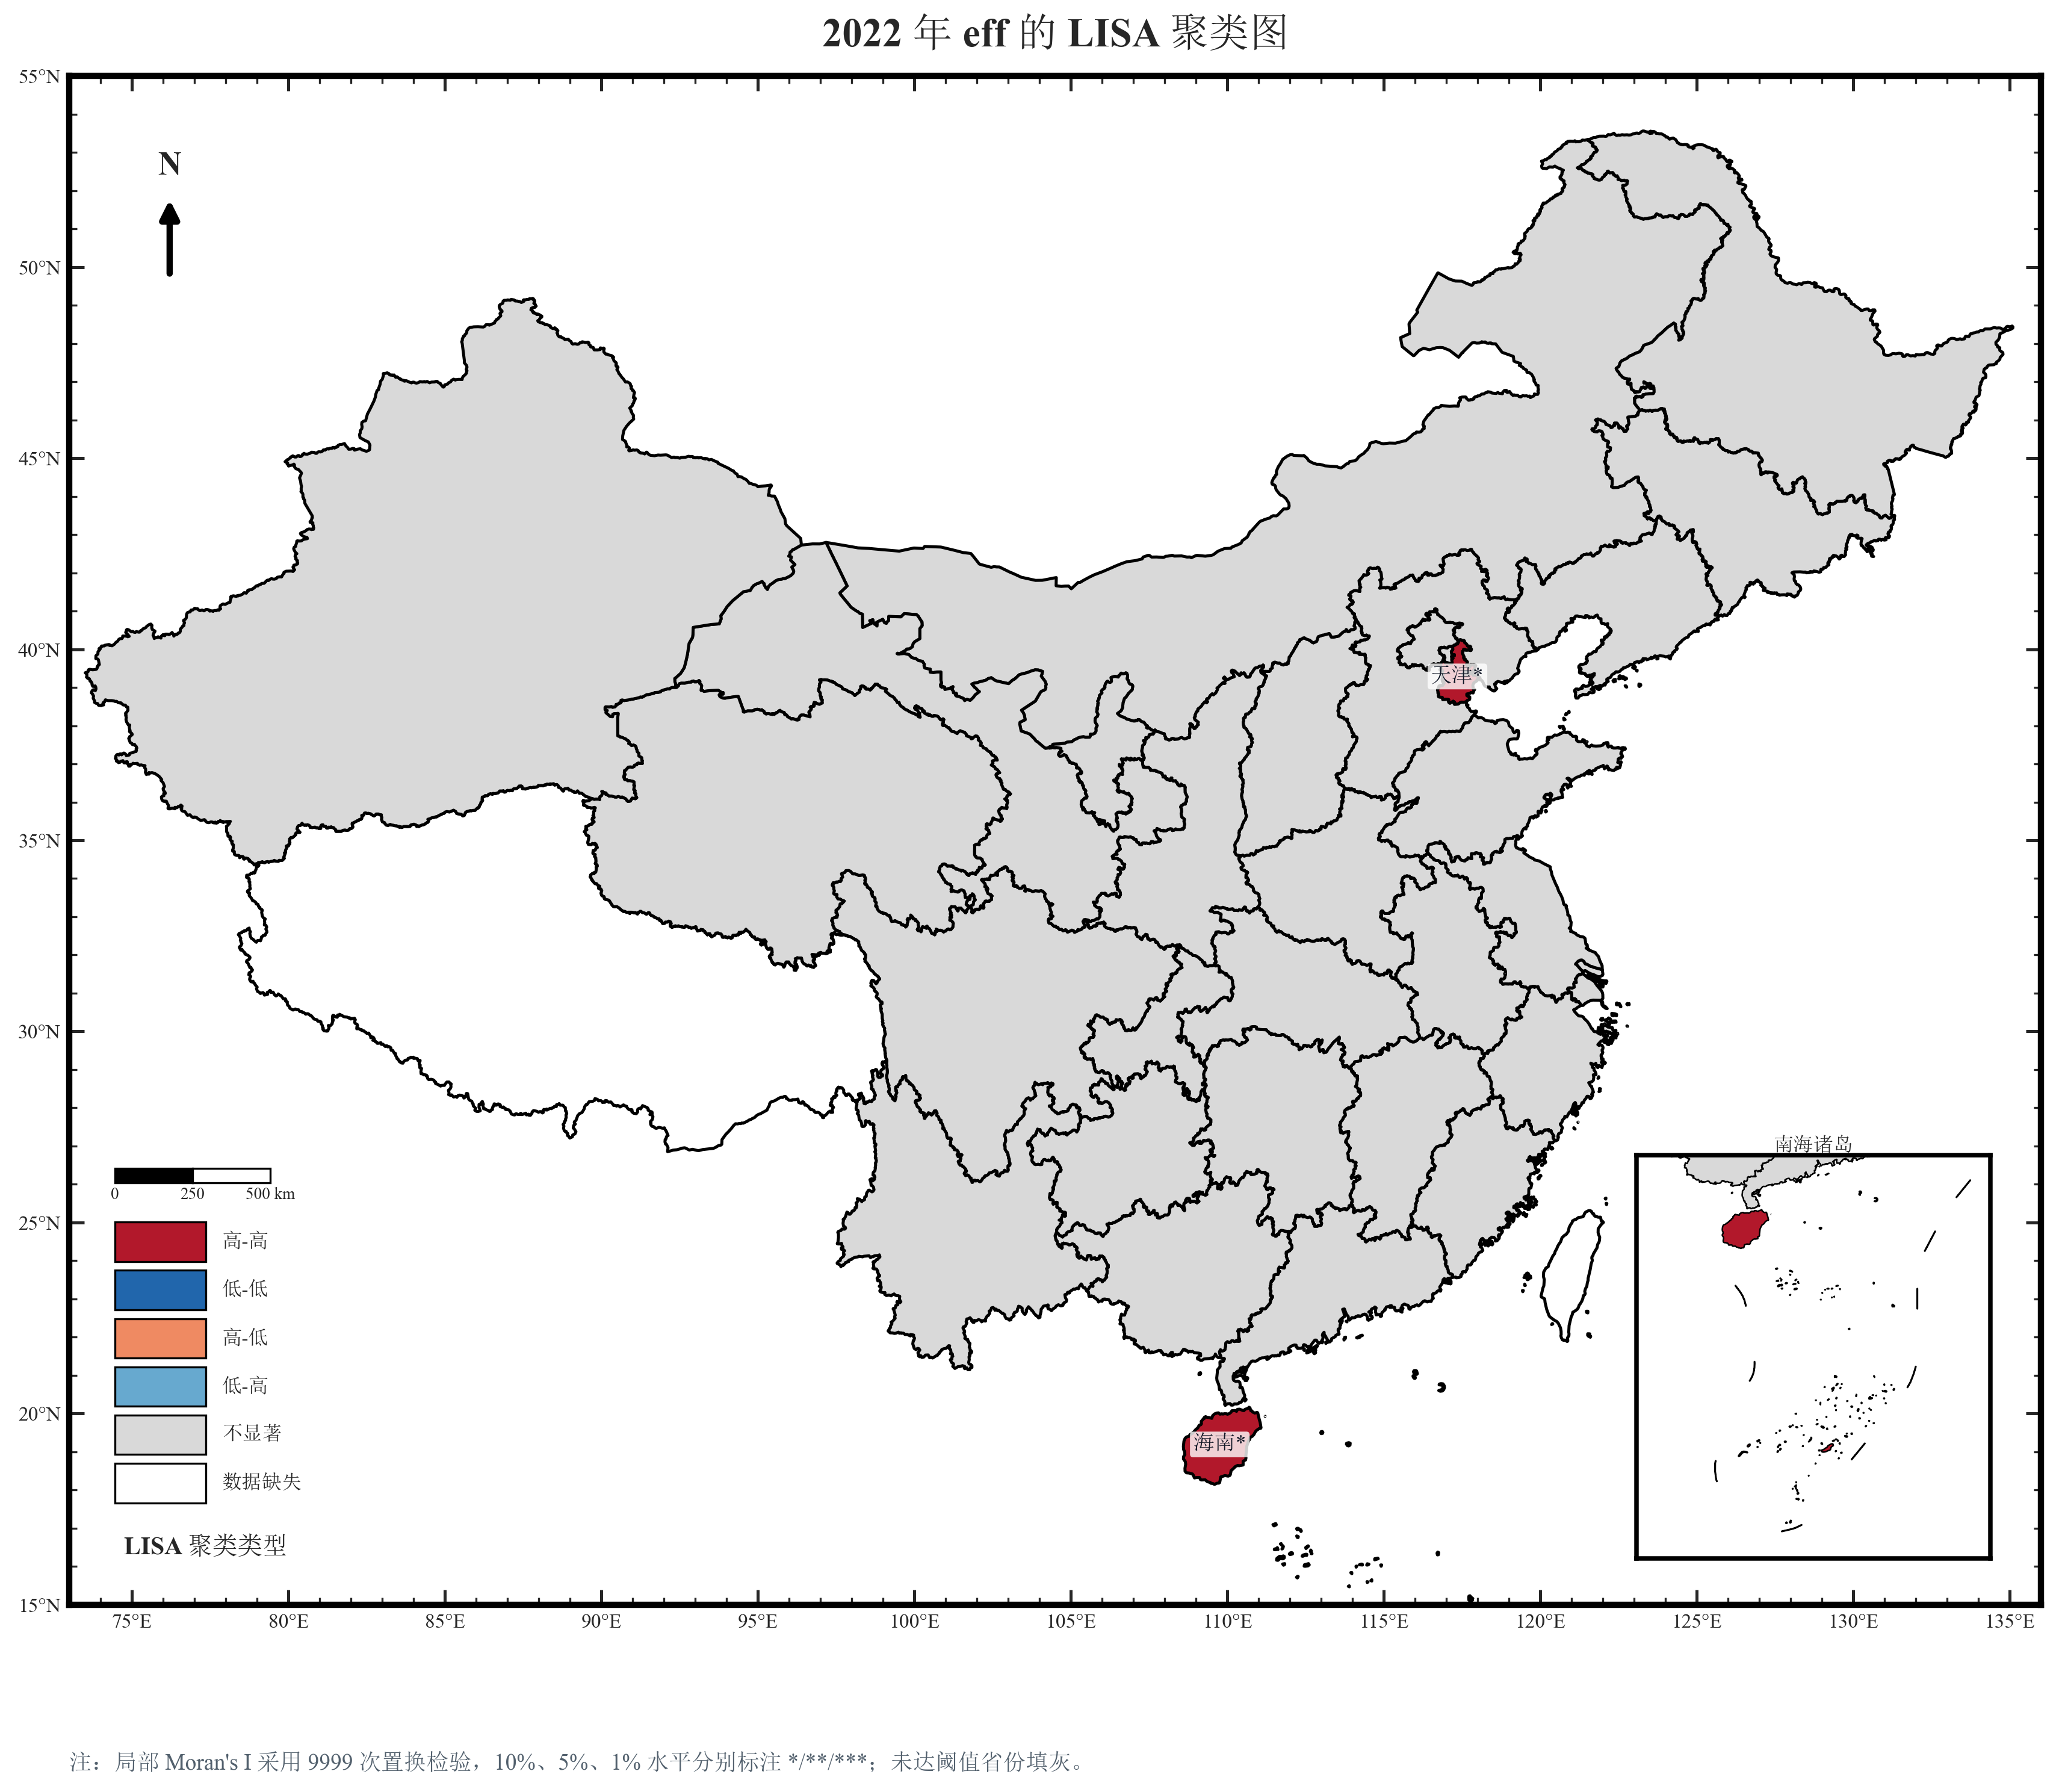 2022 年 eff 的 LISA 聚类图
55°N
50°N
45°N
40°N
35°N
30°N
25°N
20°N
15°N
N
天津*
海南*
南海诸岛
0 250 500 km
高-高
低-低
高-低
低-高
不显著
数据缺失
LISA 聚类类型
75°E 80°E 85°E 90°E 95°E 100°E 105°E 110°E 115°E 120°E 125°E 130°E 135°E
注：局部 Moran's I 采用 9999 次置换检验，10%、5%、1% 水平分别标注 */**/***；未达阈值省份填灰。